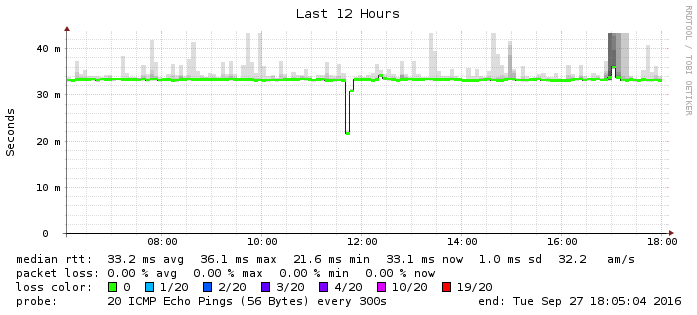 Last 12 Hours
RRDTOOL / TOBI OETIKER
Seconds
40 m
30 m
20 m
10 m
0
08:00 10:00 12:00 14:00 16:00 18:00
median rtt: 33.2 ms avg 36.1 ms max 21.6 ms min 33.1 ms now 1.0 ms sd 32.2 am/s
packet loss: 0.00 % avg 0.00 % max 0.00 % min 0.00 % now
loss color: 0 1/20 2/20 3/20 4/20 10/20 19/20
probe: 20 ICMP Echo Pings (56 Bytes) every 300s end: Tue Sep 27 18:05:04 2016